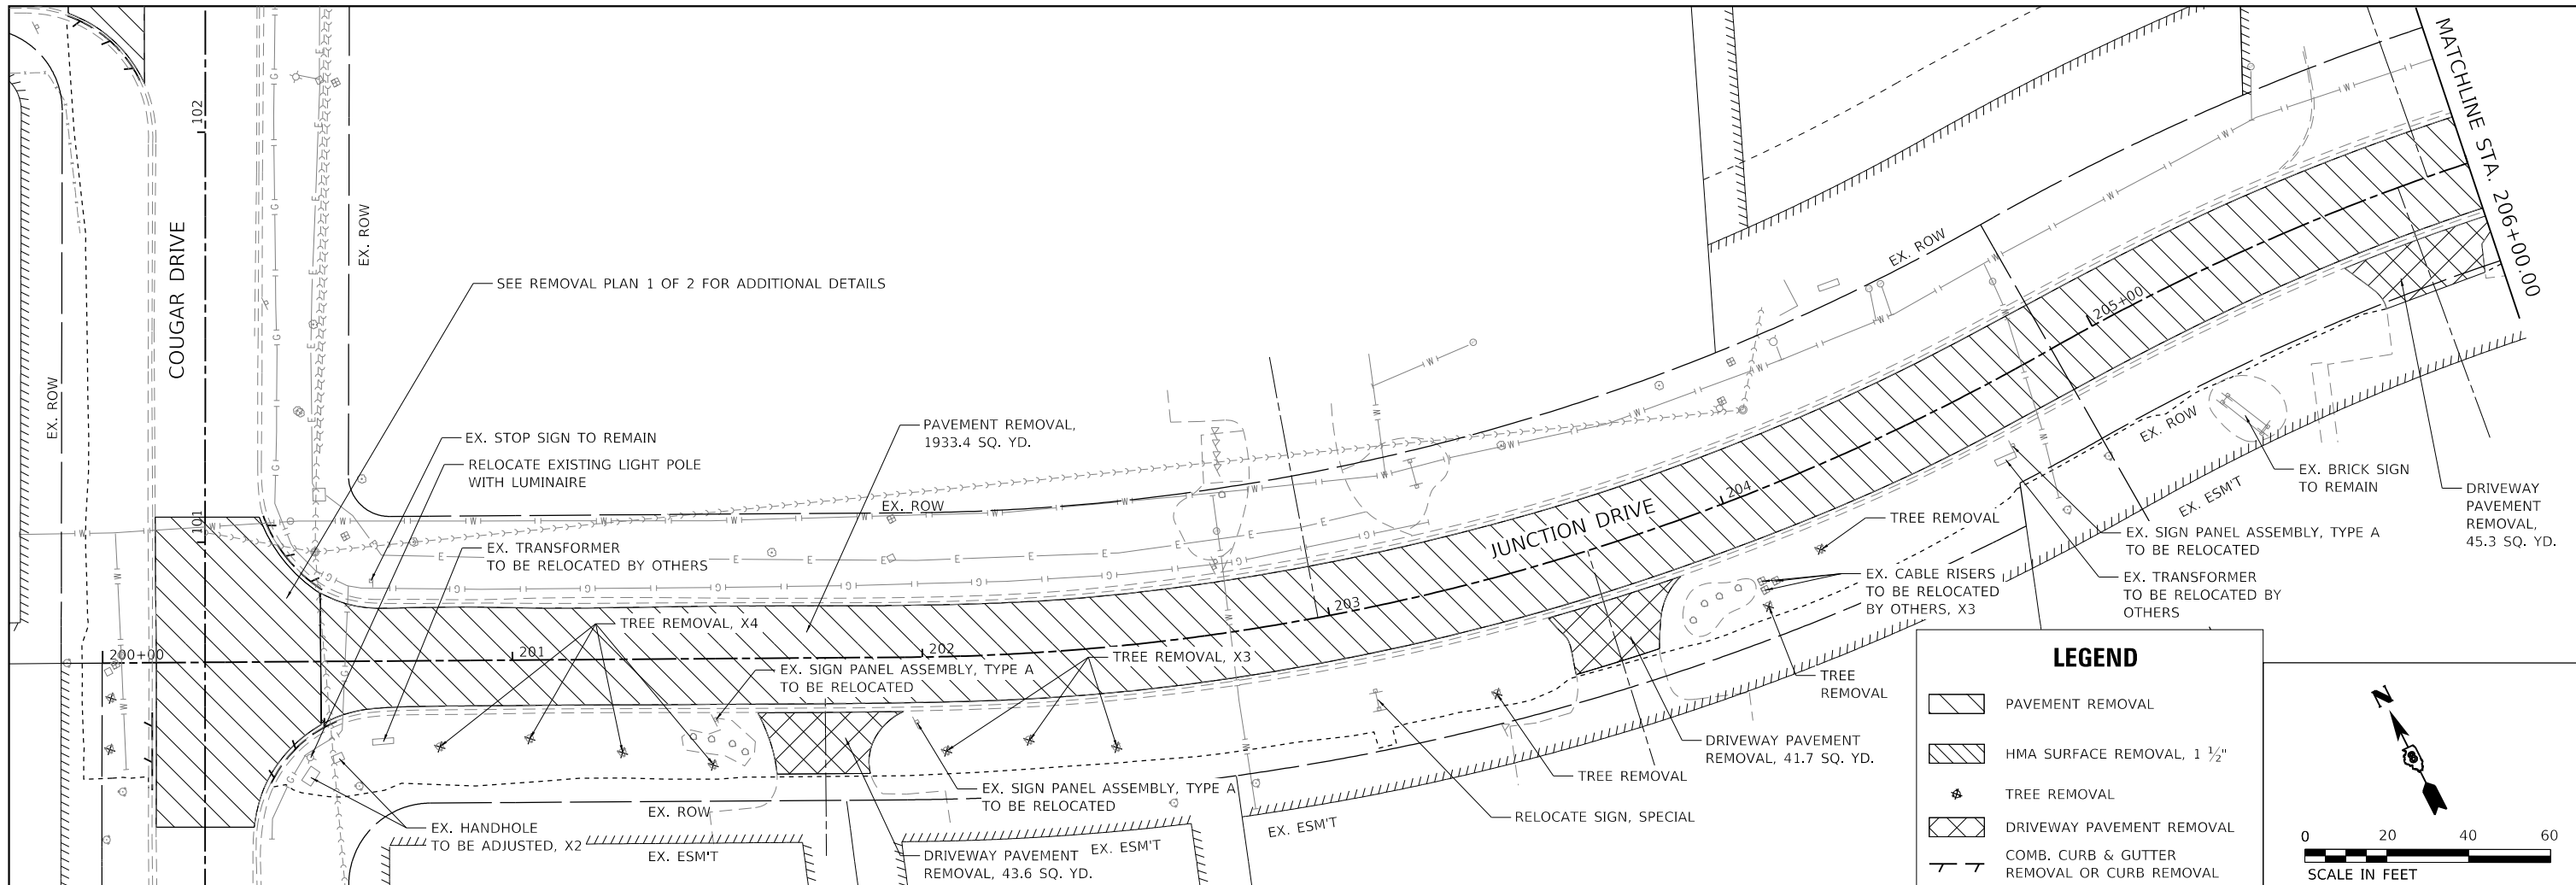 102
COUGAR DRIVE
EX. ROW
EX. ROW
SEE REMOVAL PLAN 1 OF 2 FOR ADDITIONAL DETAILS
EX. STOP SIGN TO REMAIN
RELOCATE EXISTING LIGHT POLE
WITH LUMINAIRE
PAVEMENT REMOVAL,
1933.4 SQ. YD.
101
EX. ROW
EX. TRANSFORMER
TO BE RELOCATED BY OTHERS
TREE REMOVAL, X4
200+00
201
202
203
204
205+00
JUNCTION DRIVE
EX. SIGN PANEL ASSEMBLY, TYPE A
TO BE RELOCATED
TREE REMOVAL, X3
EX. HANDHOLE
TO BE ADJUSTED, X2
EX. ROW
EX. ESM'T
EX. SIGN PANEL ASSEMBLY, TYPE A
TO BE RELOCATED
DRIVEWAY PAVEMENT
REMOVAL, 43.6 SQ. YD.
EX. ESM'T
EX. ESM'T
RELOCATE SIGN, SPECIAL
TREE REMOVAL
DRIVEWAY PAVEMENT
REMOVAL, 41.7 SQ. YD.
TREE
REMOVAL
EX. CABLE RISERS
TO BE RELOCATED
BY OTHERS, X3
TREE REMOVAL
EX. ROW
EX. TRANSFORMER
TO BE RELOCATED BY
OTHERS
EX. SIGN PANEL ASSEMBLY, TYPE A
TO BE RELOCATED
EX. ROW
EX. ESM'T
EX. BRICK SIGN
TO REMAIN
DRIVEWAY
PAVEMENT
REMOVAL,
45.3 SQ. YD.
MATCHLINE STA. 206+00.00
LEGEND
PAVEMENT REMOVAL
HMA SURFACE REMOVAL, 1 ½"
TREE REMOVAL
DRIVEWAY PAVEMENT REMOVAL
COMB. CURB & GUTTER
REMOVAL OR CURB REMOVAL
N
0 20 40 60
SCALE IN FEET